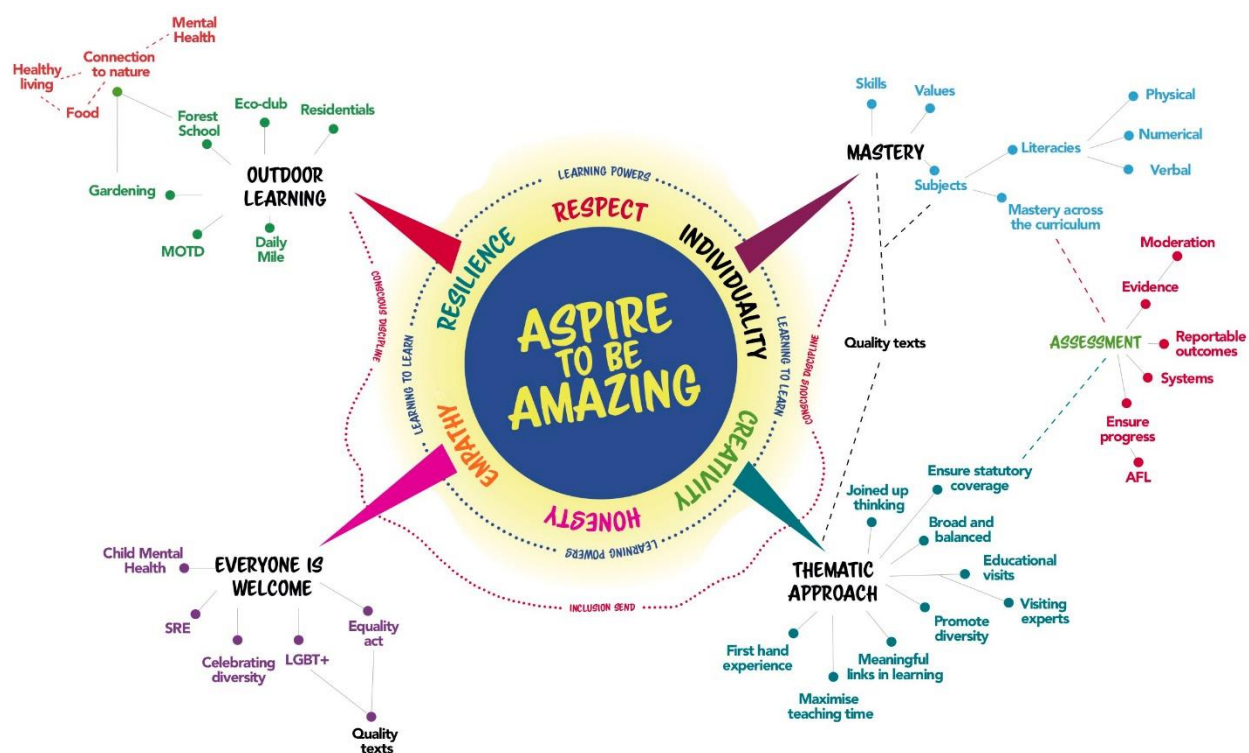 Mental
Health
Connection
to nature
Healthy
living
Food
Forest
School
Eco-club
Residentials
Gardening
OUTDOOR
LEARNING
MOTD
Daily
Mile
Skills
Values
MASTERY
Subjects
Literacies
Physical
Numerical
Verbal
Mastery across
the curriculum
Moderation
Evidence
ASSESSMENT
Reportable
outcomes
Systems
Ensure
progress
AFL
LEARNING POWERS
RESPECT
RESILIENCE
INDIVIDUALITY
CONSCIOUS DISCIPLINE
LEARNING TO LEARN
ASPIRE
TO BE
AMAZING
LEARNING TO LEARN
CONSCIOUS DISCIPLINE
Quality texts
EMPATHY
CREATIVITY
HONESTY
LEARNING POWERS
INCLUSION SEND
Child Mental
Health
EVERYONE IS
WELCOME
SRE
Celebrating
diversity
LGBT+
Equality
act
Quality
texts
THEMATIC
APPROACH
Joined up
thinking
Ensure statutory
coverage
Broad and
balanced
Educational
visits
Visiting
experts
Promote
diversity
Meaningful
links in learning
Maximise
teaching time
First hand
experience